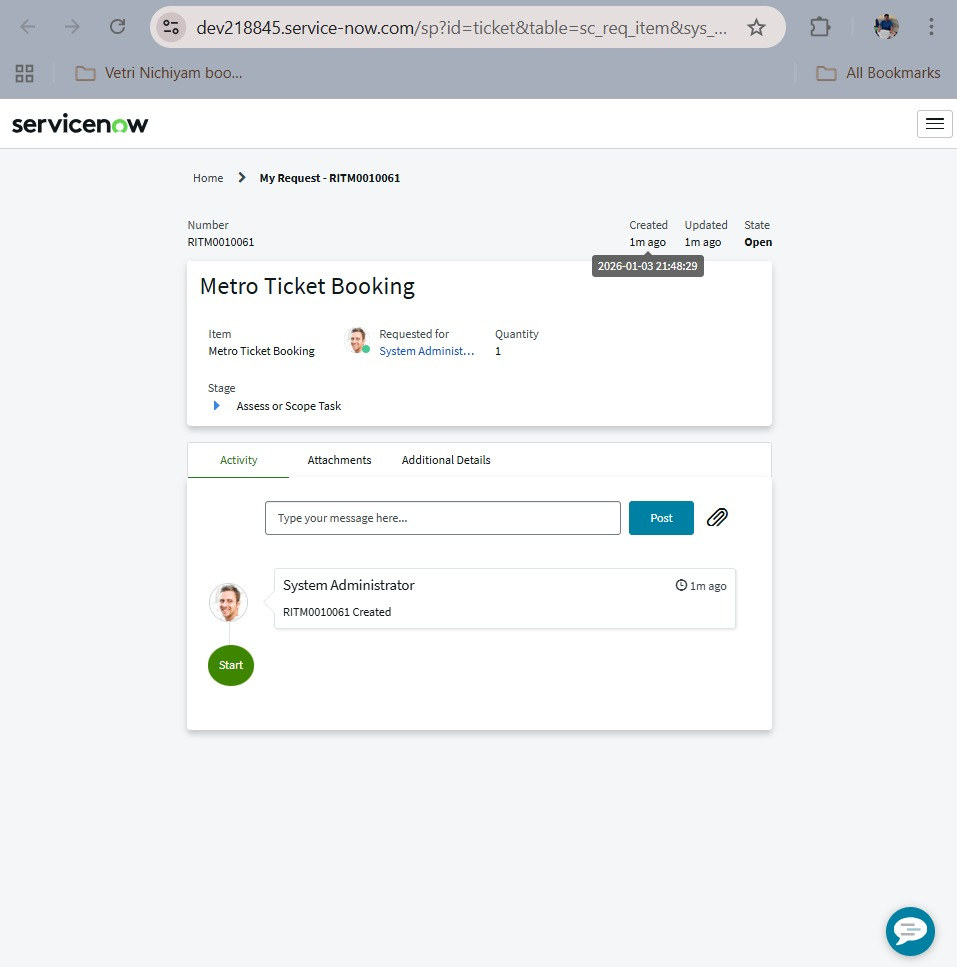 dev218845.service-now.com/sp?id=ticket&table=sc_req_item&sys_...
Vetri Nichiyam boo...
All Bookmarks
servicenow
Home
My Request - RITM0010061
Number
RITM0010061
Created
1m ago
Updated
1m ago
State
Open
2026-01-03 21:48:29
Metro Ticket Booking
Item
Metro Ticket Booking
Requested for
System Administ...
Quantity
1
Stage
Assess or Scope Task
Activity
Attachments
Additional Details
Type your message here...
Post
System Administrator
1m ago
RITM0010061 Created
Start